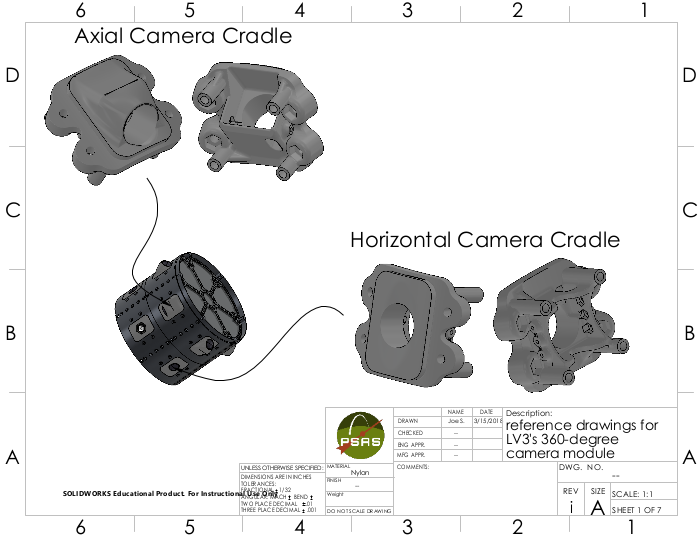 6 5 4 3 2 1
Axial Camera Cradle
D D
C C
Horizontal Camera Cradle
B B
A A
PSAS
NAME DATE
DRAWN Joe S. 3/15/2018
CHECKED --
ENG APPR. --
MFG APPR. --
Description:
reference drawings for
LV3's 360-degree
camera module
UNLESS OTHERWISE SPECIFIED:
DIMENSIONS ARE IN INCHES
TOLERANCES:
FRACTIONAL ±1/32
ANGULAR: MACH ± BEND ±
TWO PLACE DECIMAL ±.01
THREE PLACE DECIMAL ±.001
MATERIAL
Nylon
FINISH
--
Weight
DO NOT SCALE DRAWING
COMMENTS:
DWG. NO.
--
REV
i
SIZE
A
SCALE: 1:1
SHEET 1 OF 7
SOLIDWORKS Educational Product. For Instructional Use Only
6 5 4 3 2 1